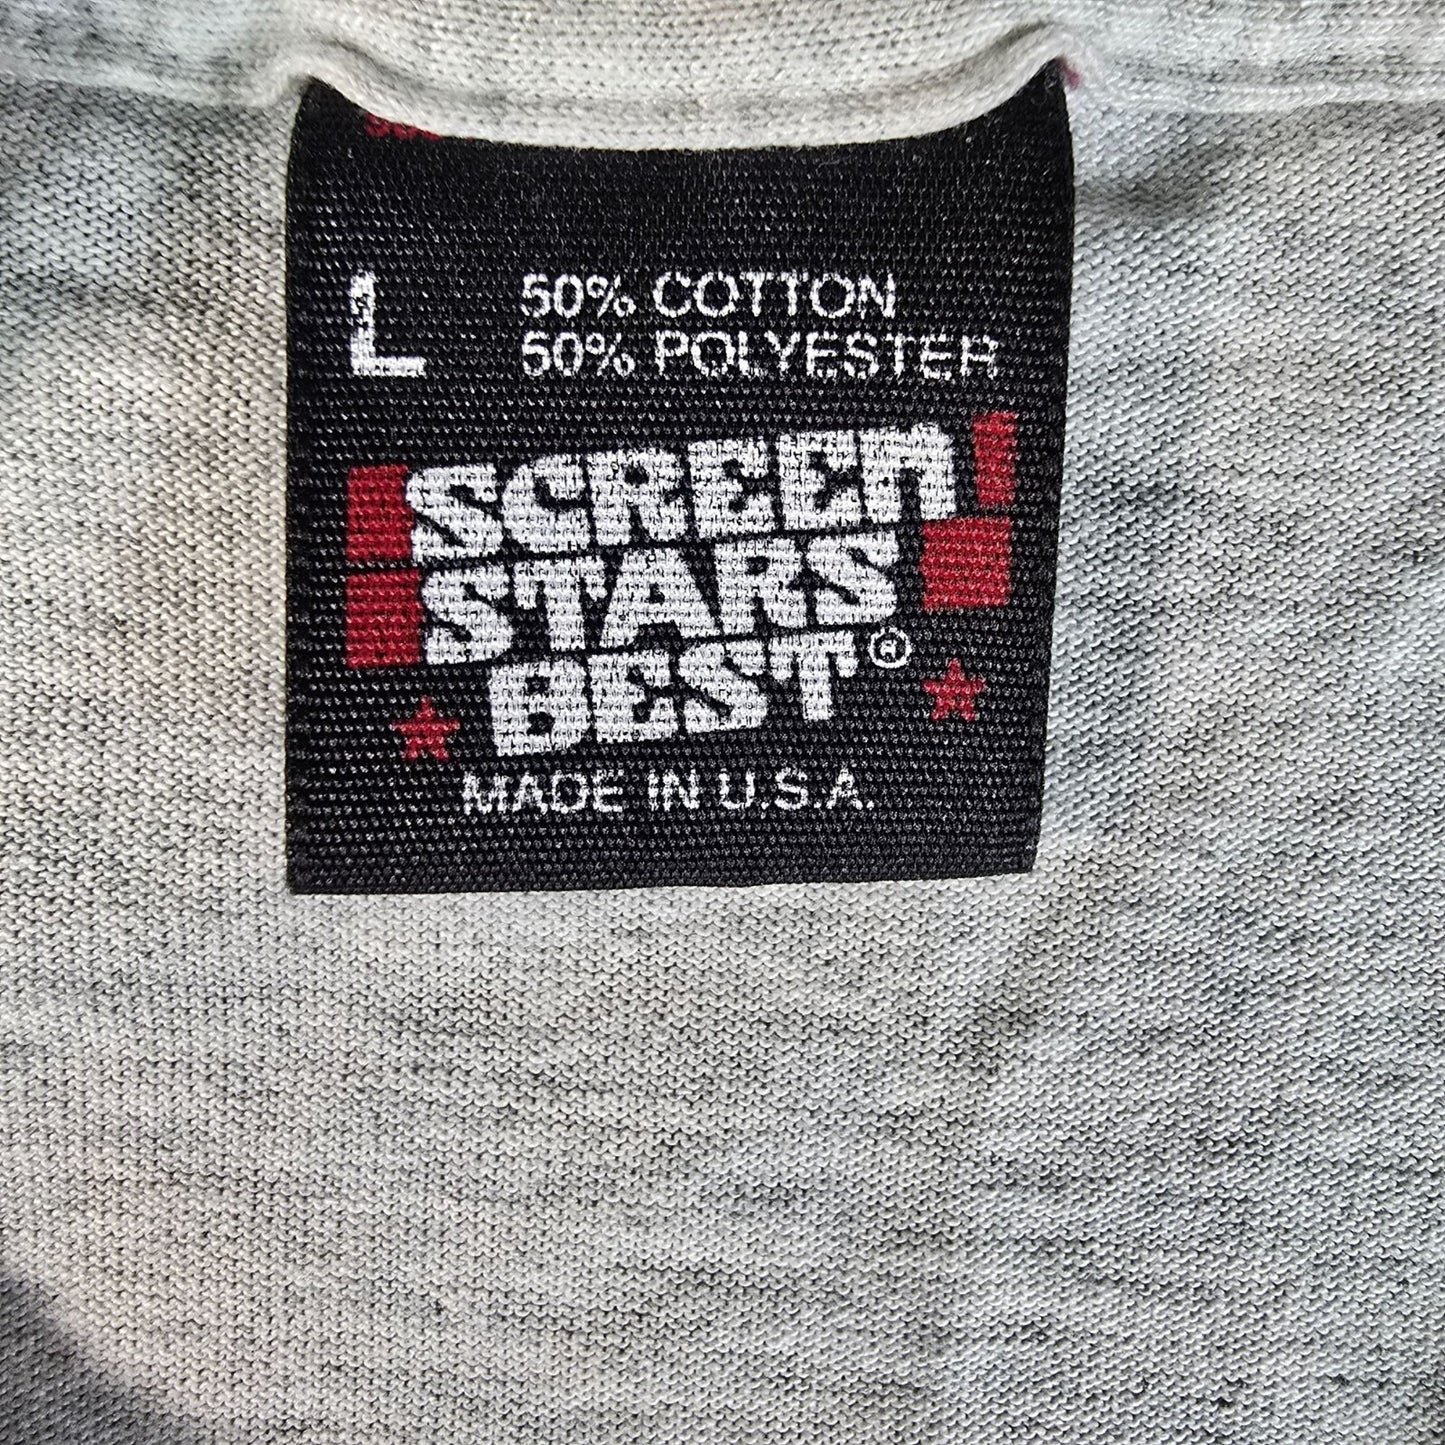 L
50% COTTON
50% POLYESTER
SCREEN
STARS
BEST®
MADE IN U.S.A.